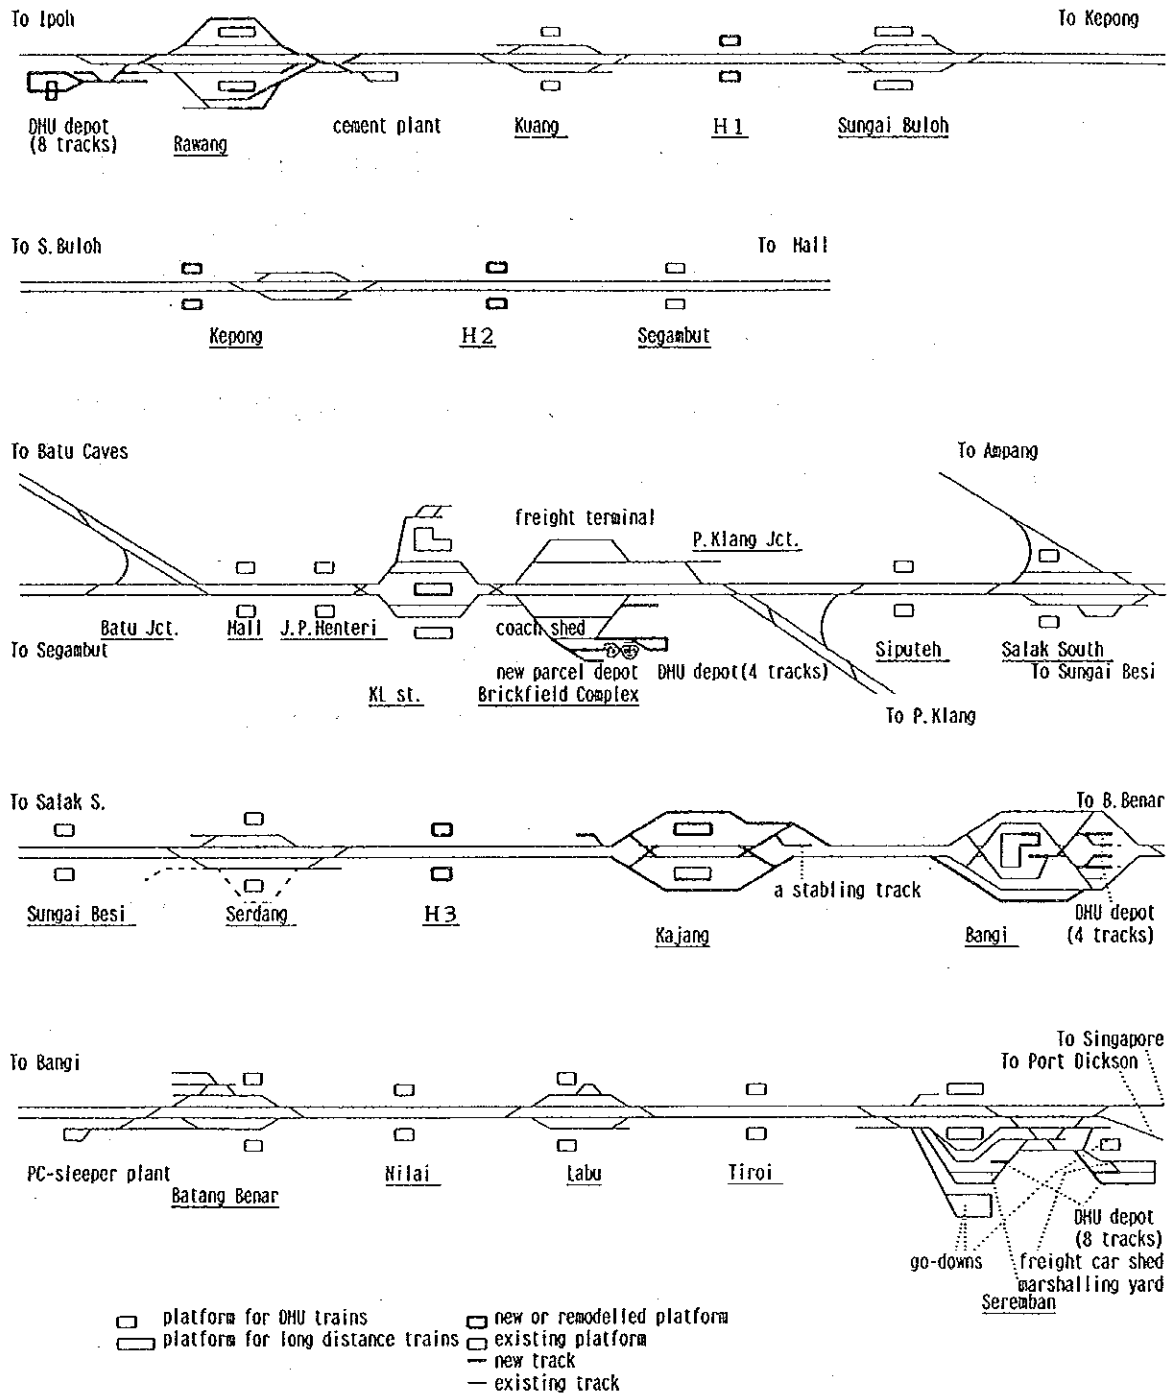 To Ipoh
To Kepong
DMU depot
(8 tracks)
Rawang
cement plant
Kuang
H1
Sungai Buloh
To S.Buloh
To Hall
Kepong
H2
Segambut
To Batu Caves
To Ampang
freight terminal
P.Klang Jct.
Batu Jct.
Hall
J.P.Menteri
coach shed
Siputeh
Salak South
To Segambut
new parcel depot
DMU depot(4 tracks)
To Sungai Besi
KL st.
Brickfield Complex
To P.Klang
To Salak S.
To B.Benar
a stabling track
Sungai Besi
Serdang
H3
Kajang
Bangi
DMU depot
(4 tracks)
To Singapore
To Bangi
To Port Dickson
PC-sleeper plant
Batang Benar
Nilai
Labu
Tiroi
DMU depot
(8 tracks)
go-downs
freight car shed
marshalling yard
Seremban
platform for DMU trains
new or remodelled platform
platform for long distance trains
existing platform
new track
existing track